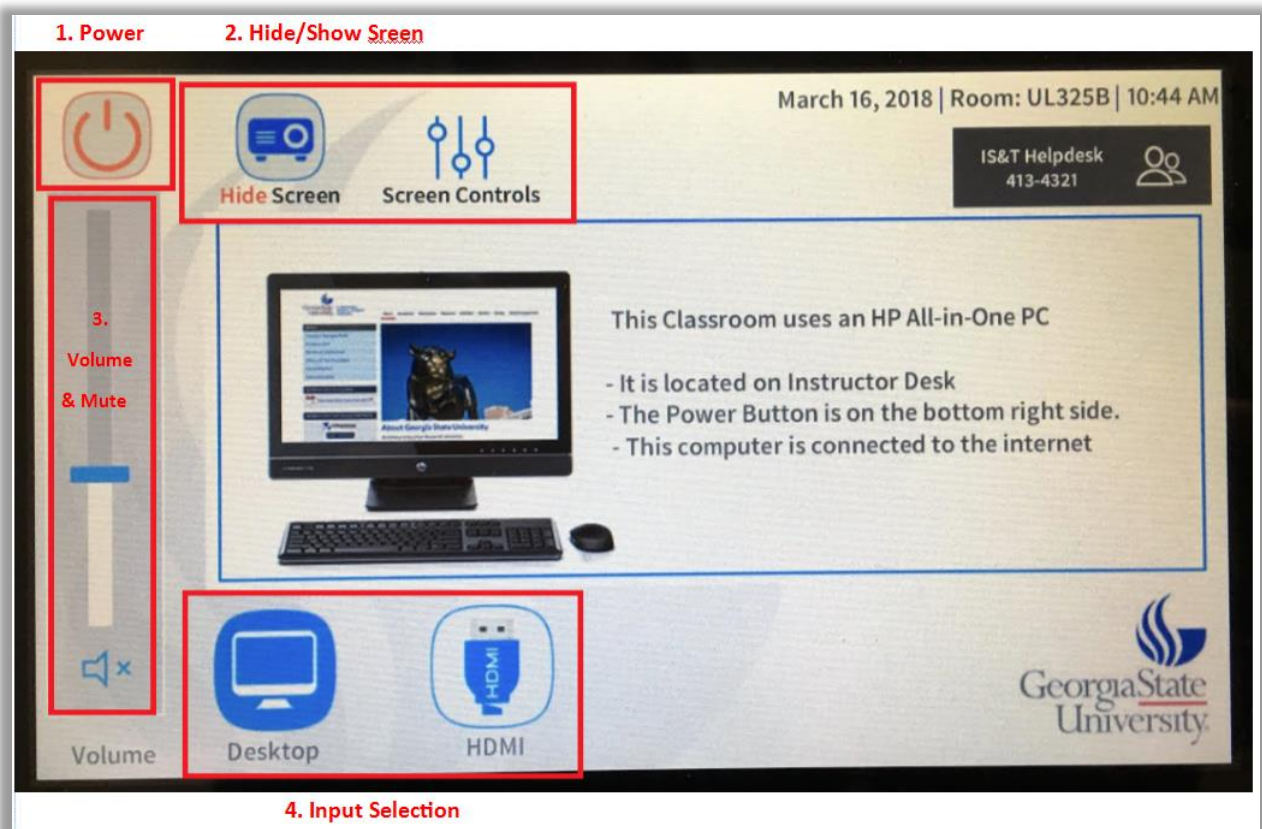 1. Power
2. Hide/Show Sreen
March 16, 2018 | Room: UL325B | 10:44 AM
IS&T Helpdesk
413-4321
Hide Screen
Screen Controls
3.
Volume
& Mute
This Classroom uses an HP All-in-One PC
- It is located on Instructor Desk
- The Power Button is on the bottom right side.
- This computer is connected to the internet
About Georgia State University
HDMI
GeorgiaState
University
Volume
Desktop
HDMI
4. Input Selection